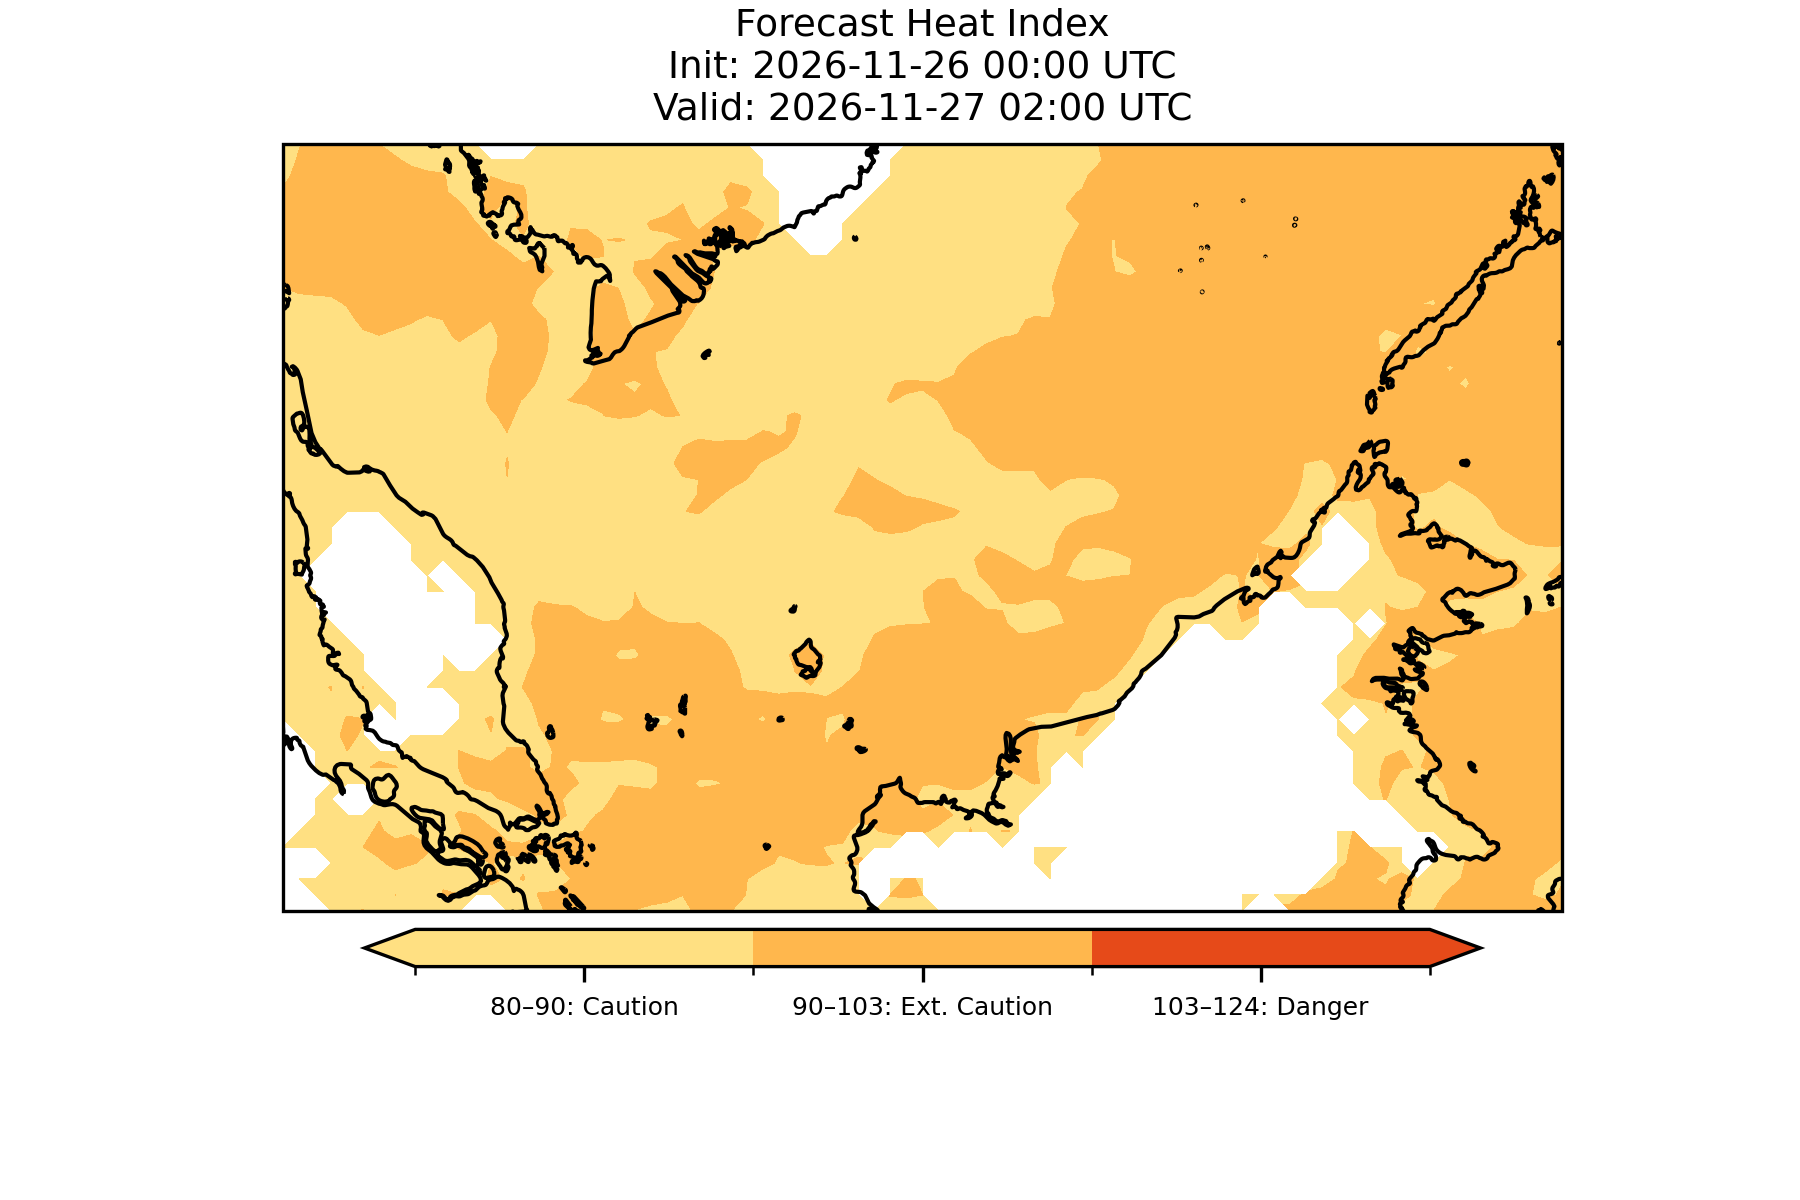 Forecast Heat Index
Init: 2026-11-26 00:00 UTC
Valid: 2026-11-27 02:00 UTC
80–90: Caution
90–103: Ext. Caution
103–124: Danger